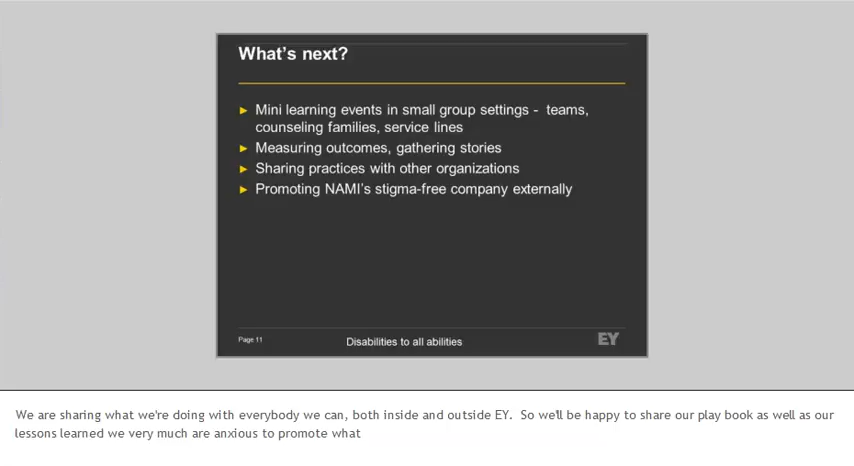 What's next?
► Mini learning events in small group settings - teams,
counseling families, service lines
► Measuring outcomes, gathering stories
► Sharing practices with other organizations
► Promoting NAMI's stigma-free company externally
Page 11
Disabilities to all abilities
EY
We are sharing what we're doing with everybody we can, both inside and outside EY. So we'll be happy to share our play book as well as our
lessons learned we very much are anxious to promote what